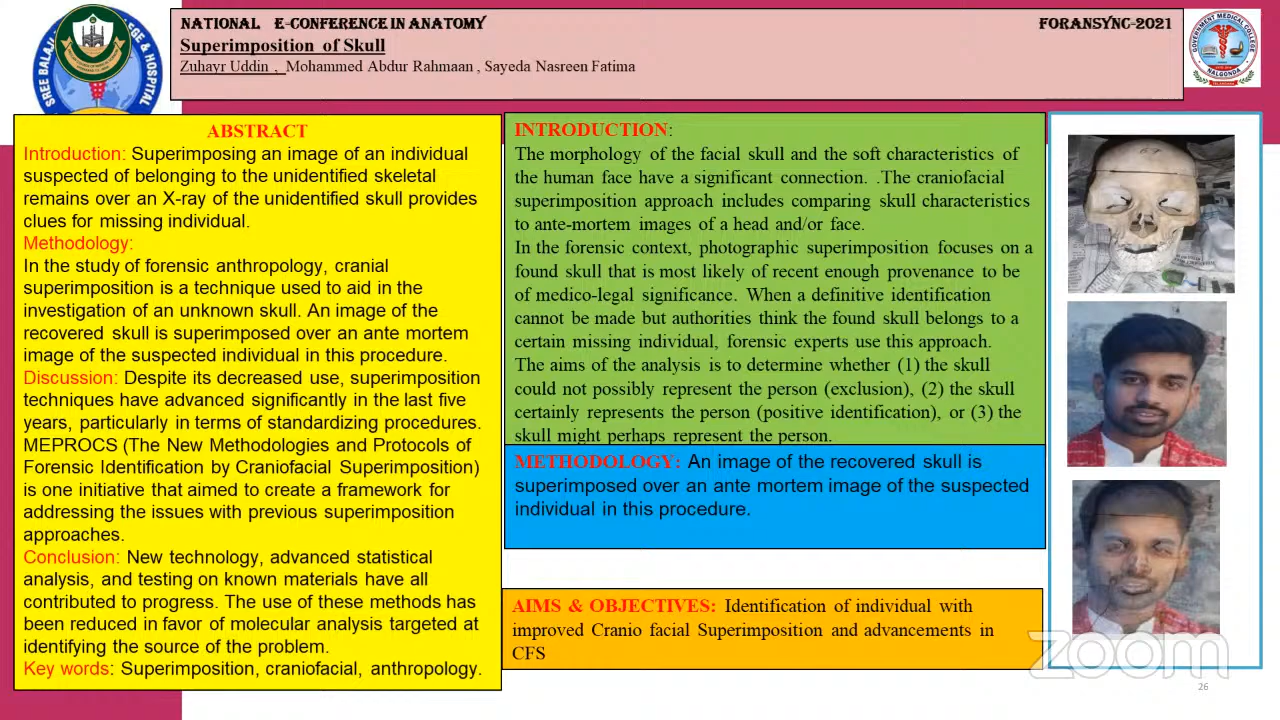 NATIONAL E-CONFERENCE IN ANATOMY FORANSYNC-2021
Superimposition of Skull
Zuhayr Uddin , Mohammed Abdur Rahmaan , Sayeda Nasreen Fatima
SREE BALAJI
& HOSPITAL
GOVERNMENT MEDICAL COLLEGE
NALGONDA
ABSTRACT
Introduction: Superimposing an image of an individual
suspected of belonging to the unidentified skeletal
remains over an X-ray of the unidentified skull provides
clues for missing individual.
Methodology:
In the study of forensic anthropology, cranial
superimposition is a technique used to aid in the
investigation of an unknown skull. An image of the
recovered skull is superimposed over an ante mortem
image of the suspected individual in this procedure.
Discussion: Despite its decreased use, superimposition
techniques have advanced significantly in the last five
years, particularly in terms of standardizing procedures.
MEPROCS (The New Methodologies and Protocols of
Forensic Identification by Craniofacial Superimposition)
is one initiative that aimed to create a framework for
addressing the issues with previous superimposition
approaches.
Conclusion: New technology, advanced statistical
analysis, and testing on known materials have all
contributed to progress. The use of these methods has
been reduced in favor of molecular analysis targeted at
identifying the source of the problem.
Key words: Superimposition, craniofacial, anthropology.
INTRODUCTION:
The morphology of the facial skull and the soft characteristics of
the human face have a significant connection. .The craniofacial
superimposition approach includes comparing skull characteristics
to ante-mortem images of a head and/or face.
In the forensic context, photographic superimposition focuses on a
found skull that is most likely of recent enough provenance to be
of medico-legal significance. When a definitive identification
cannot be made but authorities think the found skull belongs to a
certain missing individual, forensic experts use this approach.
The aims of the analysis is to determine whether (1) the skull
could not possibly represent the person (exclusion), (2) the skull
certainly represents the person (positive identification), or (3) the
skull might perhaps represent the person.
METHODOLOGY: An image of the recovered skull is
superimposed over an ante mortem image of the suspected
individual in this procedure.
AIMS & OBJECTIVES: Identification of individual with
improved Cranio facial Superimposition and advancements in
CFS
zoom
26